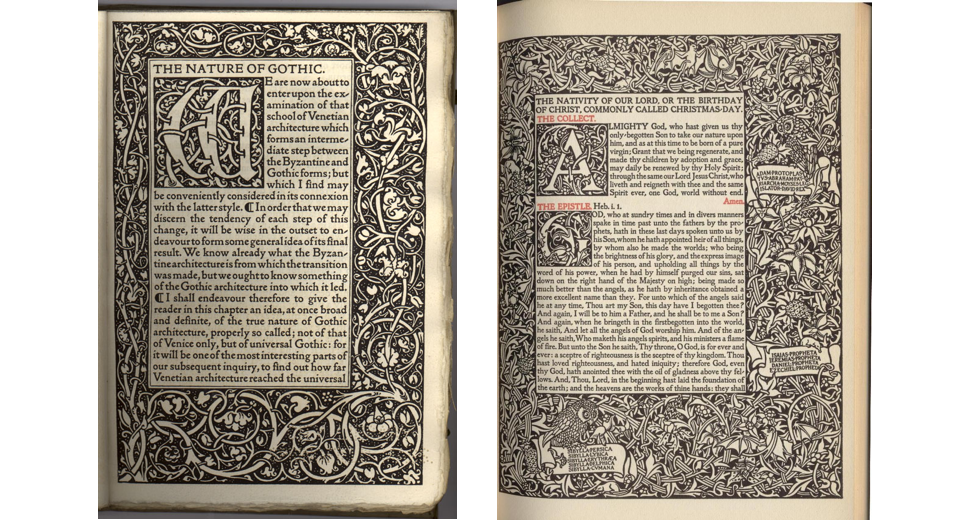 THE NATURE OF GOTHIC.
WE are now about to
enter upon the ex-
amination of that
school of Venetian
architecture which
forms an interme-
diate step between
the Byzantine and
Gothic forms; but
which I find may
be conveniently considered in its connexion
with the latter style. ¶ In order that we may
discern the tendency of each step of this
change, it will be wise in the outset to en-
deavour to form some general idea of its final
result. We know already what the Byzan-
tine architecture is from which the transition
was made, but we ought to know something
of the Gothic architecture into which it led.
¶ I shall endeavour therefore to give the
reader in this chapter an idea, at once broad
and definite, of the true nature of Gothic
architecture, properly so called; not of that
of Venice only, but of universal Gothic: for
it will be one of the most interesting parts of
our subsequent inquiry, to find out how far
Venetian architecture reached the universal
THE NATIVITY OF OUR LORD, OR THE BIRTHDAY
OF CHRIST, COMMONLY CALLED CHRISTMAS-DAY.
THE COLLECT.
ALMIGHTY God, who hast given us thy
only-begotten Son to take our nature upon
him, and as at this time to be born of a pure
virgin; Grant that we being regenerate, and
made thy children by adoption and grace,
may daily be renewed by thy Holy Spirit;
through the same our Lord Jesus Christ, who
liveth and reigneth with thee and the same
Spirit ever, one God, world without end.
Amen.
THE EPISTLE. Heb. i. 1.
GOD, who at sundry times and in divers manners
spake in time past unto the fathers by the pro-
phets, hath in these last days spoken unto us by
his Son, whom he hath appointed heir of all things,
by whom also he made the worlds; who being
the brightness of his glory, and the express image
of his person, and upholding all things by the
word of his power, when he had by himself purged our sins, sat
down on the right hand of the Majesty on high; being made so
much better than the angels, as he hath by inheritance obtained a
more excellent name than they. For unto which of the angels said
he at any time, Thou art my Son, this day have I begotten thee?
And again, I will be to him a Father, and he shall be to me a Son?
And again, when he bringeth in the firstbegotten into the world,
he saith, And let all the angels of God worship him. And of the an-
gels he saith, Who maketh his angels spirits, and his ministers a flame
of fire. But unto the Son he saith, Thy throne, O God, is for ever and
ever: a sceptre of righteousness is the sceptre of thy kingdom. Thou
hast loved righteousness, and hated iniquity; therefore God, even
thy God, hath anointed thee with the oil of gladness above thy fel-
lows. And, Thou, Lord, in the beginning hast laid the foundation of
the earth; and the heavens are the works of thine hands: they shall
ADAM·PROTOPLAS
TVS·ABRAHAM·PATRI
ARCHA·MOYSES·LE
GISLATOR·DAVID·REX
ISAIAS·PROPHETA
JEREMIAS·PROPHETA
DANIEL·PROPHETA
EZECHIEL·PROPHETA
SIBYLLA·PERSICA
SIBYLLA·LYBICA
SIBYLLA·ERYTHRÆA
SIBYLLA·DELPHICA
SIBYLLA·CVMANA